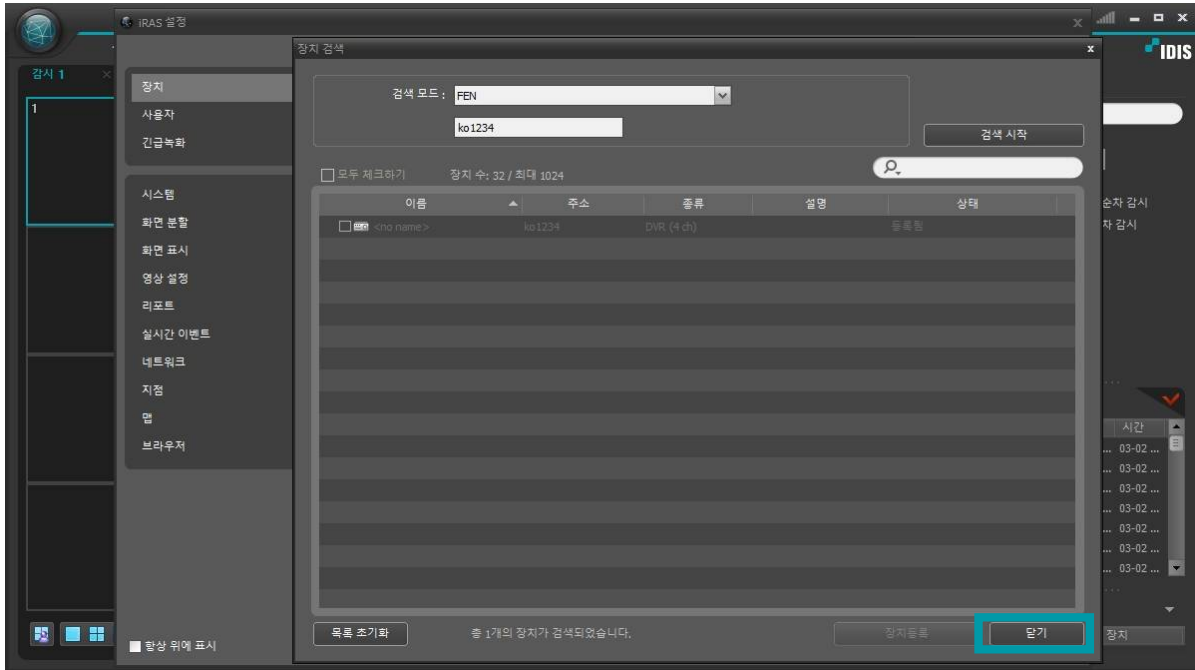 iRAS 설정
IDIS
감시 1
1
장치
사용자
긴급녹화
시스템
화면 분할
화면 표시
영상 설정
리포트
실시간 이벤트
네트워크
지점
맵
브라우저
항상 위에 표시
장치 검색
검색 모드 :
FEN
ko1234
검색 시작
모두 체크하기
장치 수: 32 / 최대 1024
이름 주소 종류 설명 상태
<no name> ko1234 DVR (4 ch) 등록됨
목록 초기화
총 1개의 장치가 검색되었습니다.
장치등록
닫기
순차 감시
차 감시
시간
... 03-02 ...
... 03-02 ...
... 03-02 ...
... 03-02 ...
... 03-02 ...
... 03-02 ...
... 03-02 ...
장치